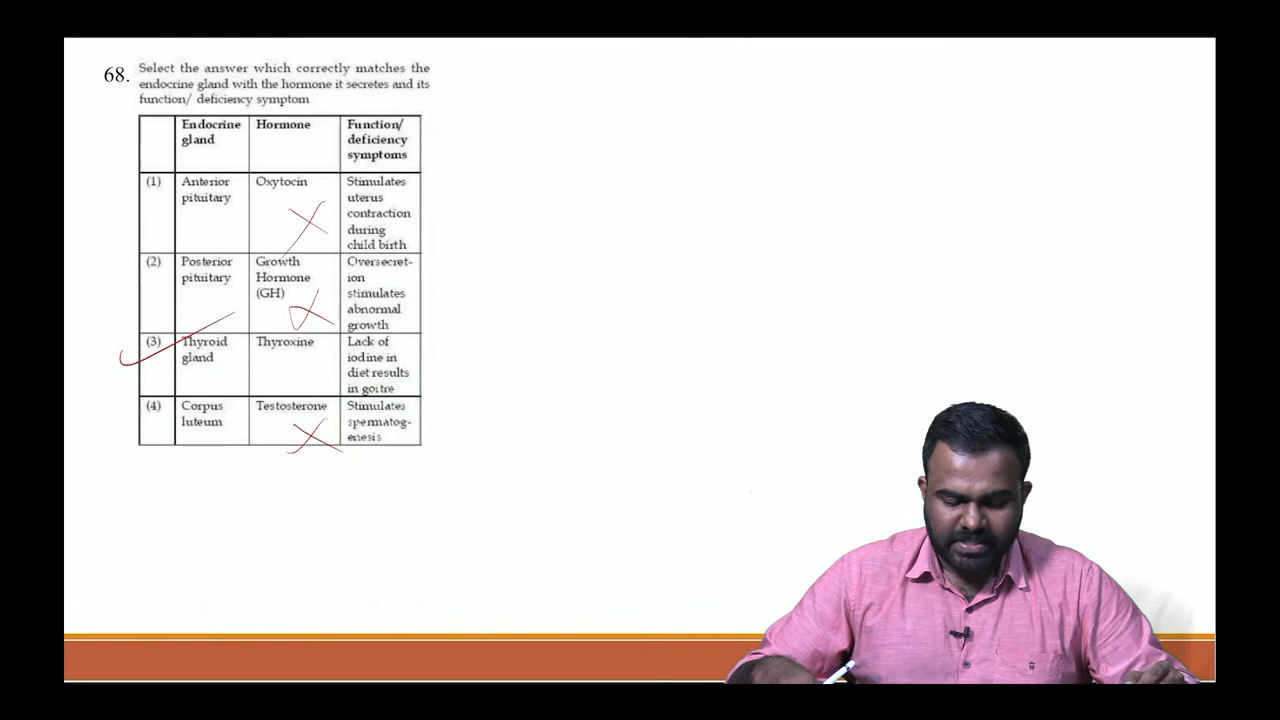 68.
Select the answer which correctly matches the
endocrine gland with the hormone it secretes and its
function/ deficiency symptom
Endocrine gland Hormone Function/ deficiency symptoms
(1) Anterior pituitary Oxytocin Stimulates uterus contraction during child birth
(2) Posterior pituitary Growth Hormone (GH) Oversecret- ion stimulates abnormal growth
(3) Thyroid gland Thyroxine Lack of iodine in diet results in goitre
(4) Corpus luteum Testosterone Stimulates spermatog- enesis